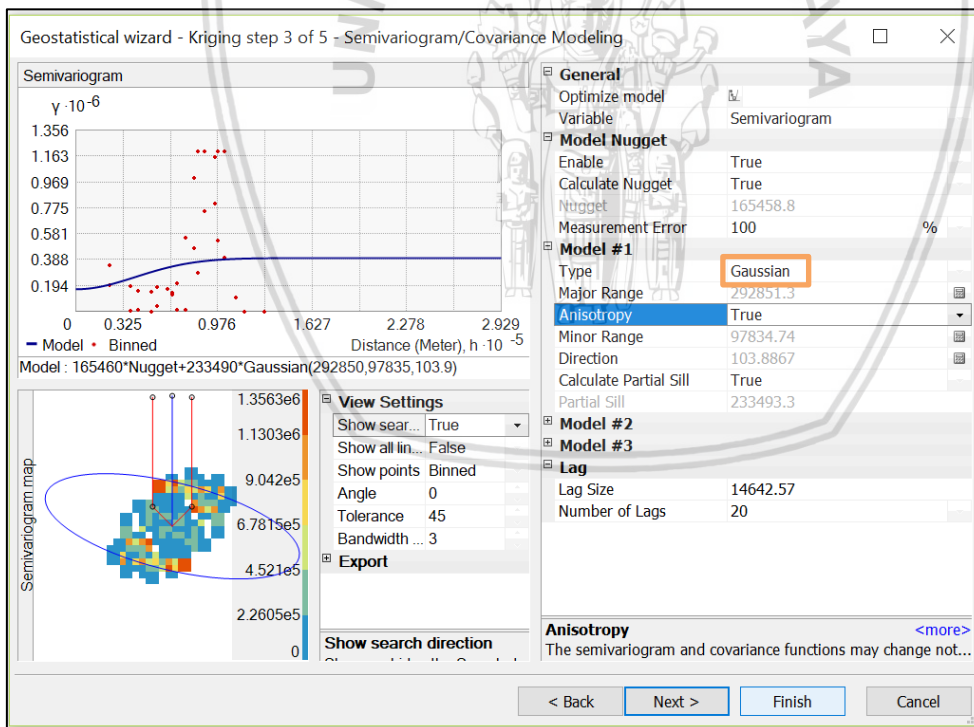 Geostatistical wizard - Kriging step 3 of 5 - Semivariogram/Covariance Modeling
Semivariogram
γ ·10 -6
1.356
1.163
0.969
0.775
0.581
0.388
0.194
0 0.325 0.976 1.627 2.278 2.929
Model Binned Distance (Meter), h ·10 -5
Model : 165460*Nugget+233490*Gaussian(292850,97835,103.9)
Semivariogram map
1.3563e6
1.1303e6
9.042e5
6.7815e5
4.521e5
2.2605e5
0
View Settings
Show sear... True
Show all lin... False
Show points Binned
Angle 0
Tolerance 45
Bandwidth ... 3
Export
Show search direction
General
Optimize model
Variable Semivariogram
Model Nugget
Enable True
Calculate Nugget True
Nugget 165458.8
Measurement Error 100 %
Model #1
Type Gaussian
Major Range 292851.3
Anisotropy True
Minor Range 97834.74
Direction 103.8867
Calculate Partial Sill True
Partial Sill 233493.3
Model #2
Model #3
Lag
Lag Size 14642.57
Number of Lags 20
Anisotropy <more>
The semivariogram and covariance functions may change not...
< Back Next > Finish Cancel